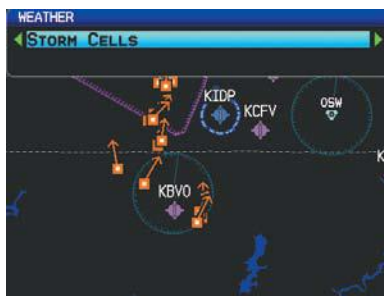 WEATHER
STORM CELLS
KIDP
KCFV
OSW
KBVO
K